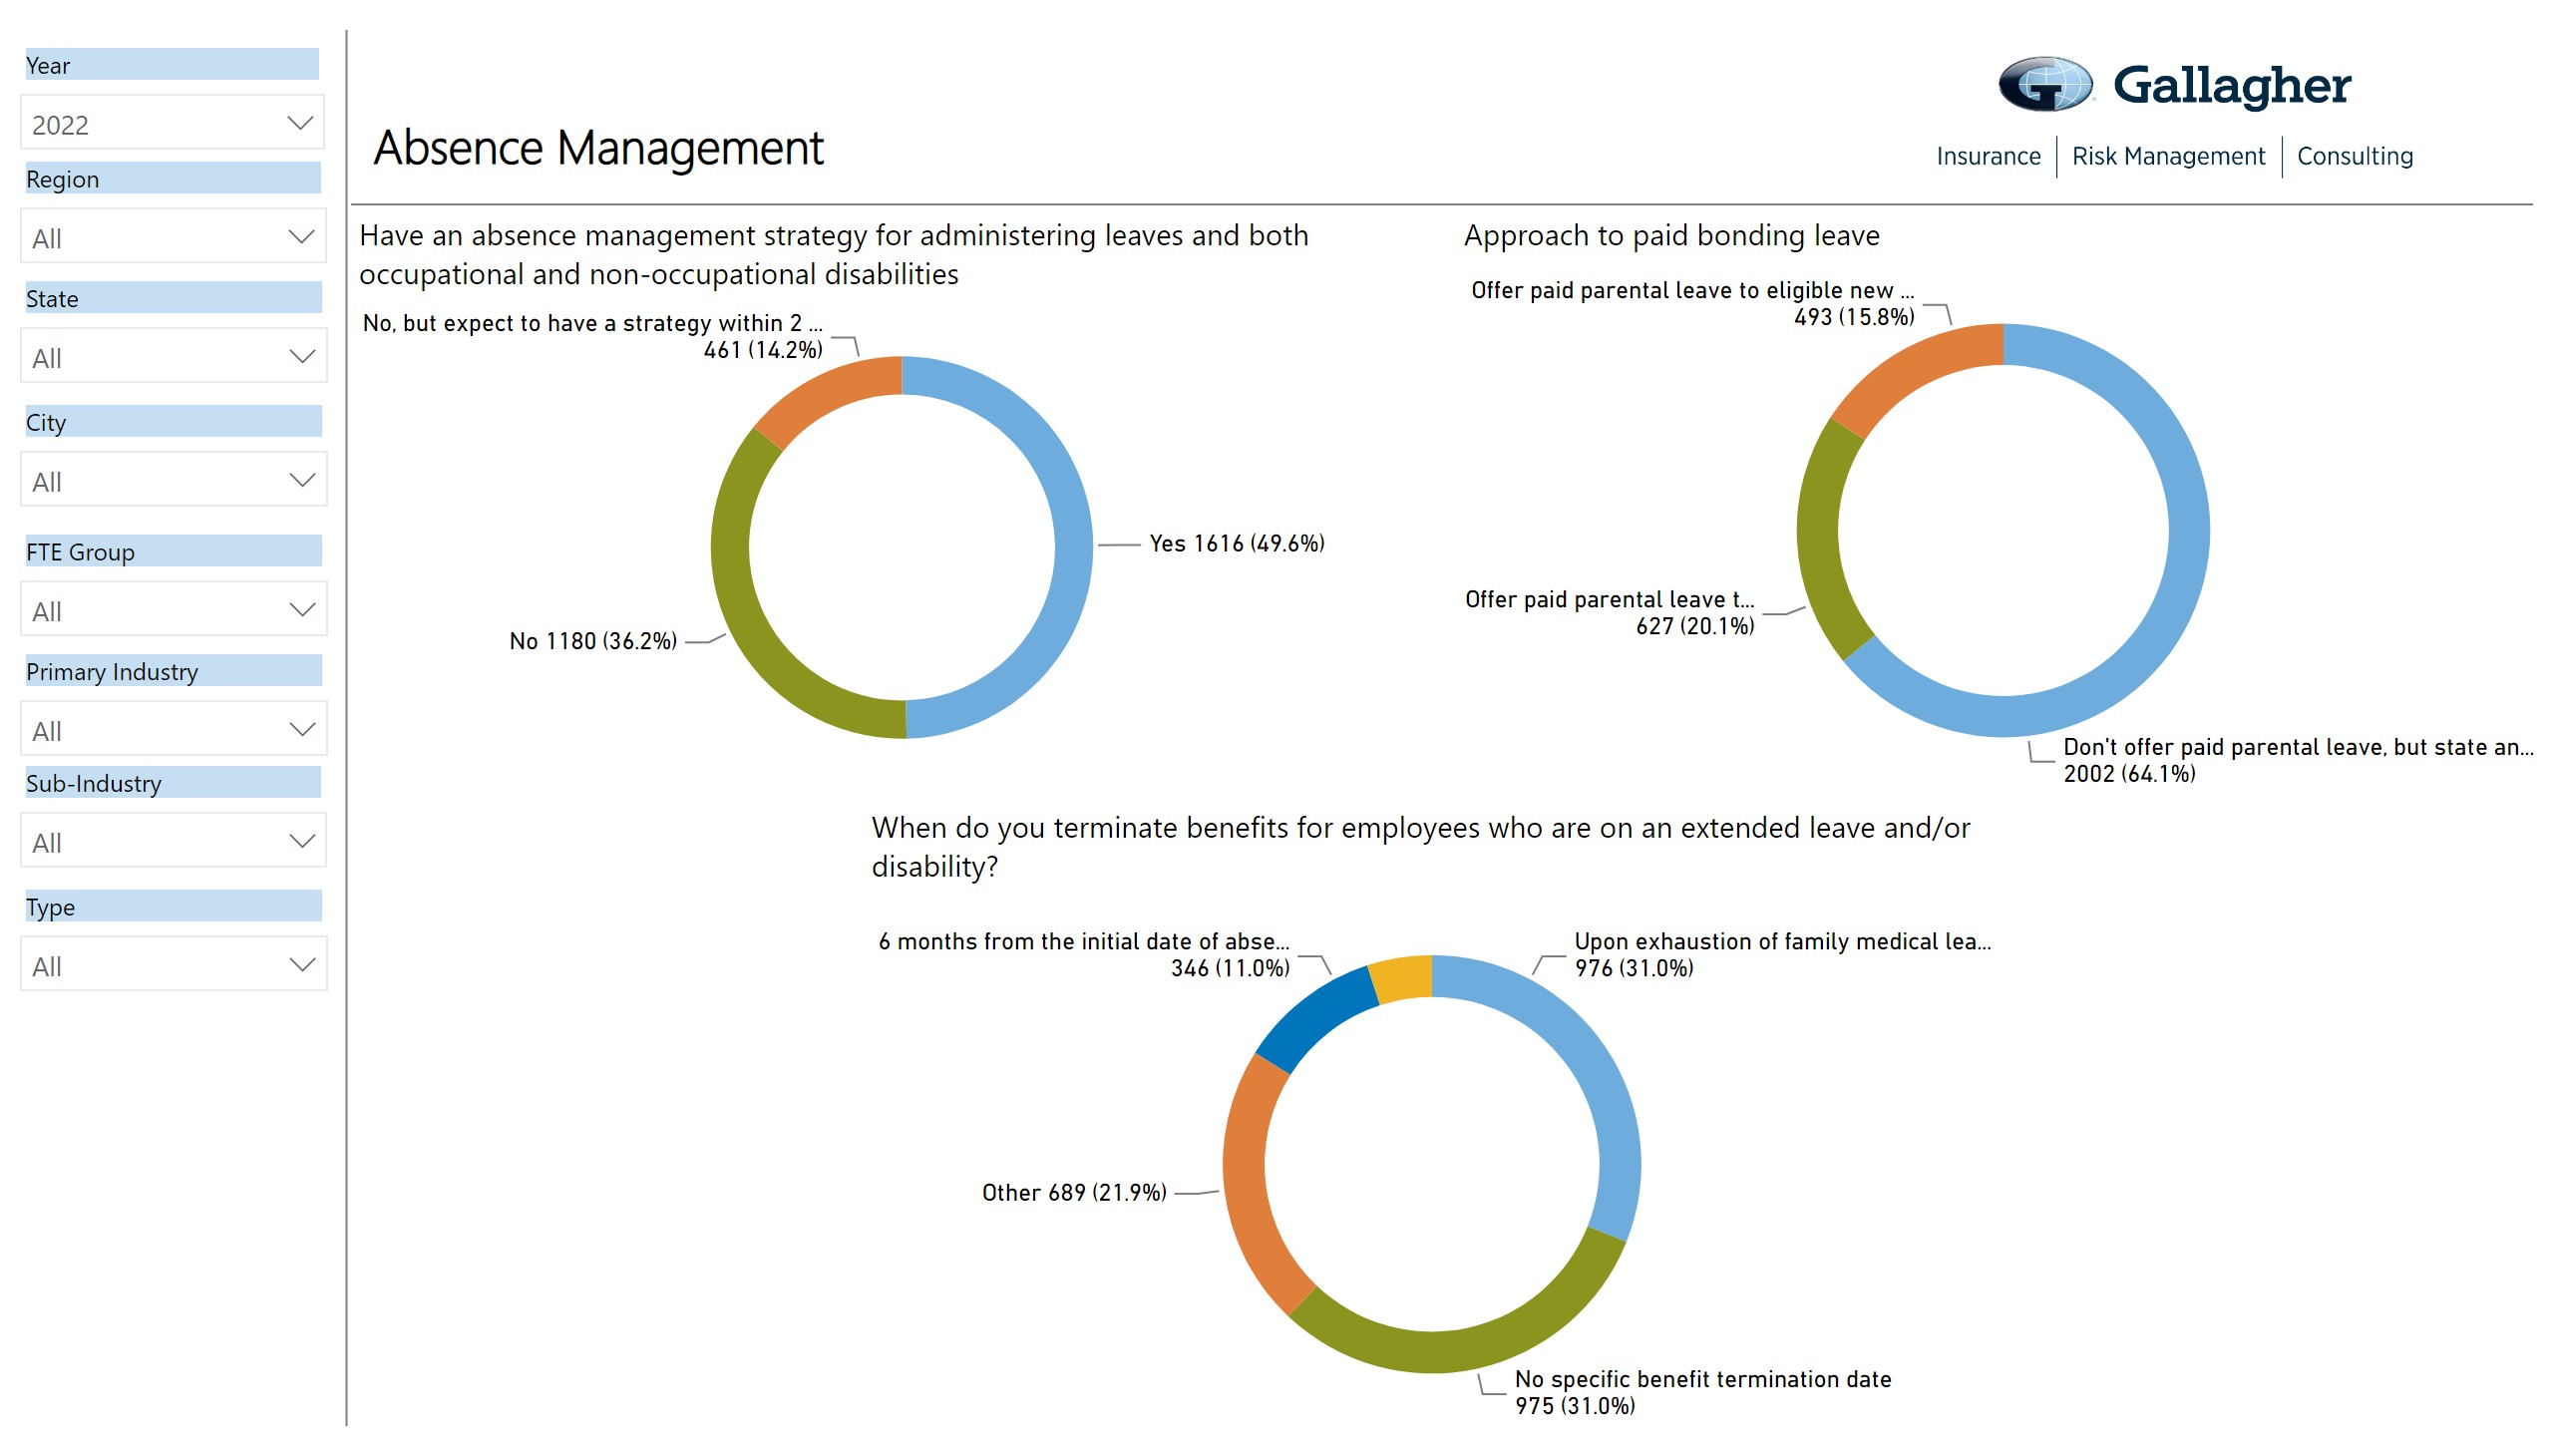 Year
2022
Region
All
State
All
City
All
FTE Group
All
Primary Industry
All
Sub-Industry
All
Type
All
Gallagher
Insurance | Risk Management | Consulting
Absence Management
Have an absence management strategy for administering leaves and both
occupational and non-occupational disabilities
No, but expect to have a strategy within 2 ...
461 (14.2%)
Yes 1616 (49.6%)
No 1180 (36.2%)
Approach to paid bonding leave
Offer paid parental leave to eligible new ...
493 (15.8%)
Offer paid parental leave t...
627 (20.1%)
Don't offer paid parental leave, but state an...
2002 (64.1%)
When do you terminate benefits for employees who are on an extended leave and/or
disability?
6 months from the initial date of abse...
346 (11.0%)
Upon exhaustion of family medical lea...
976 (31.0%)
Other 689 (21.9%)
No specific benefit termination date
975 (31.0%)